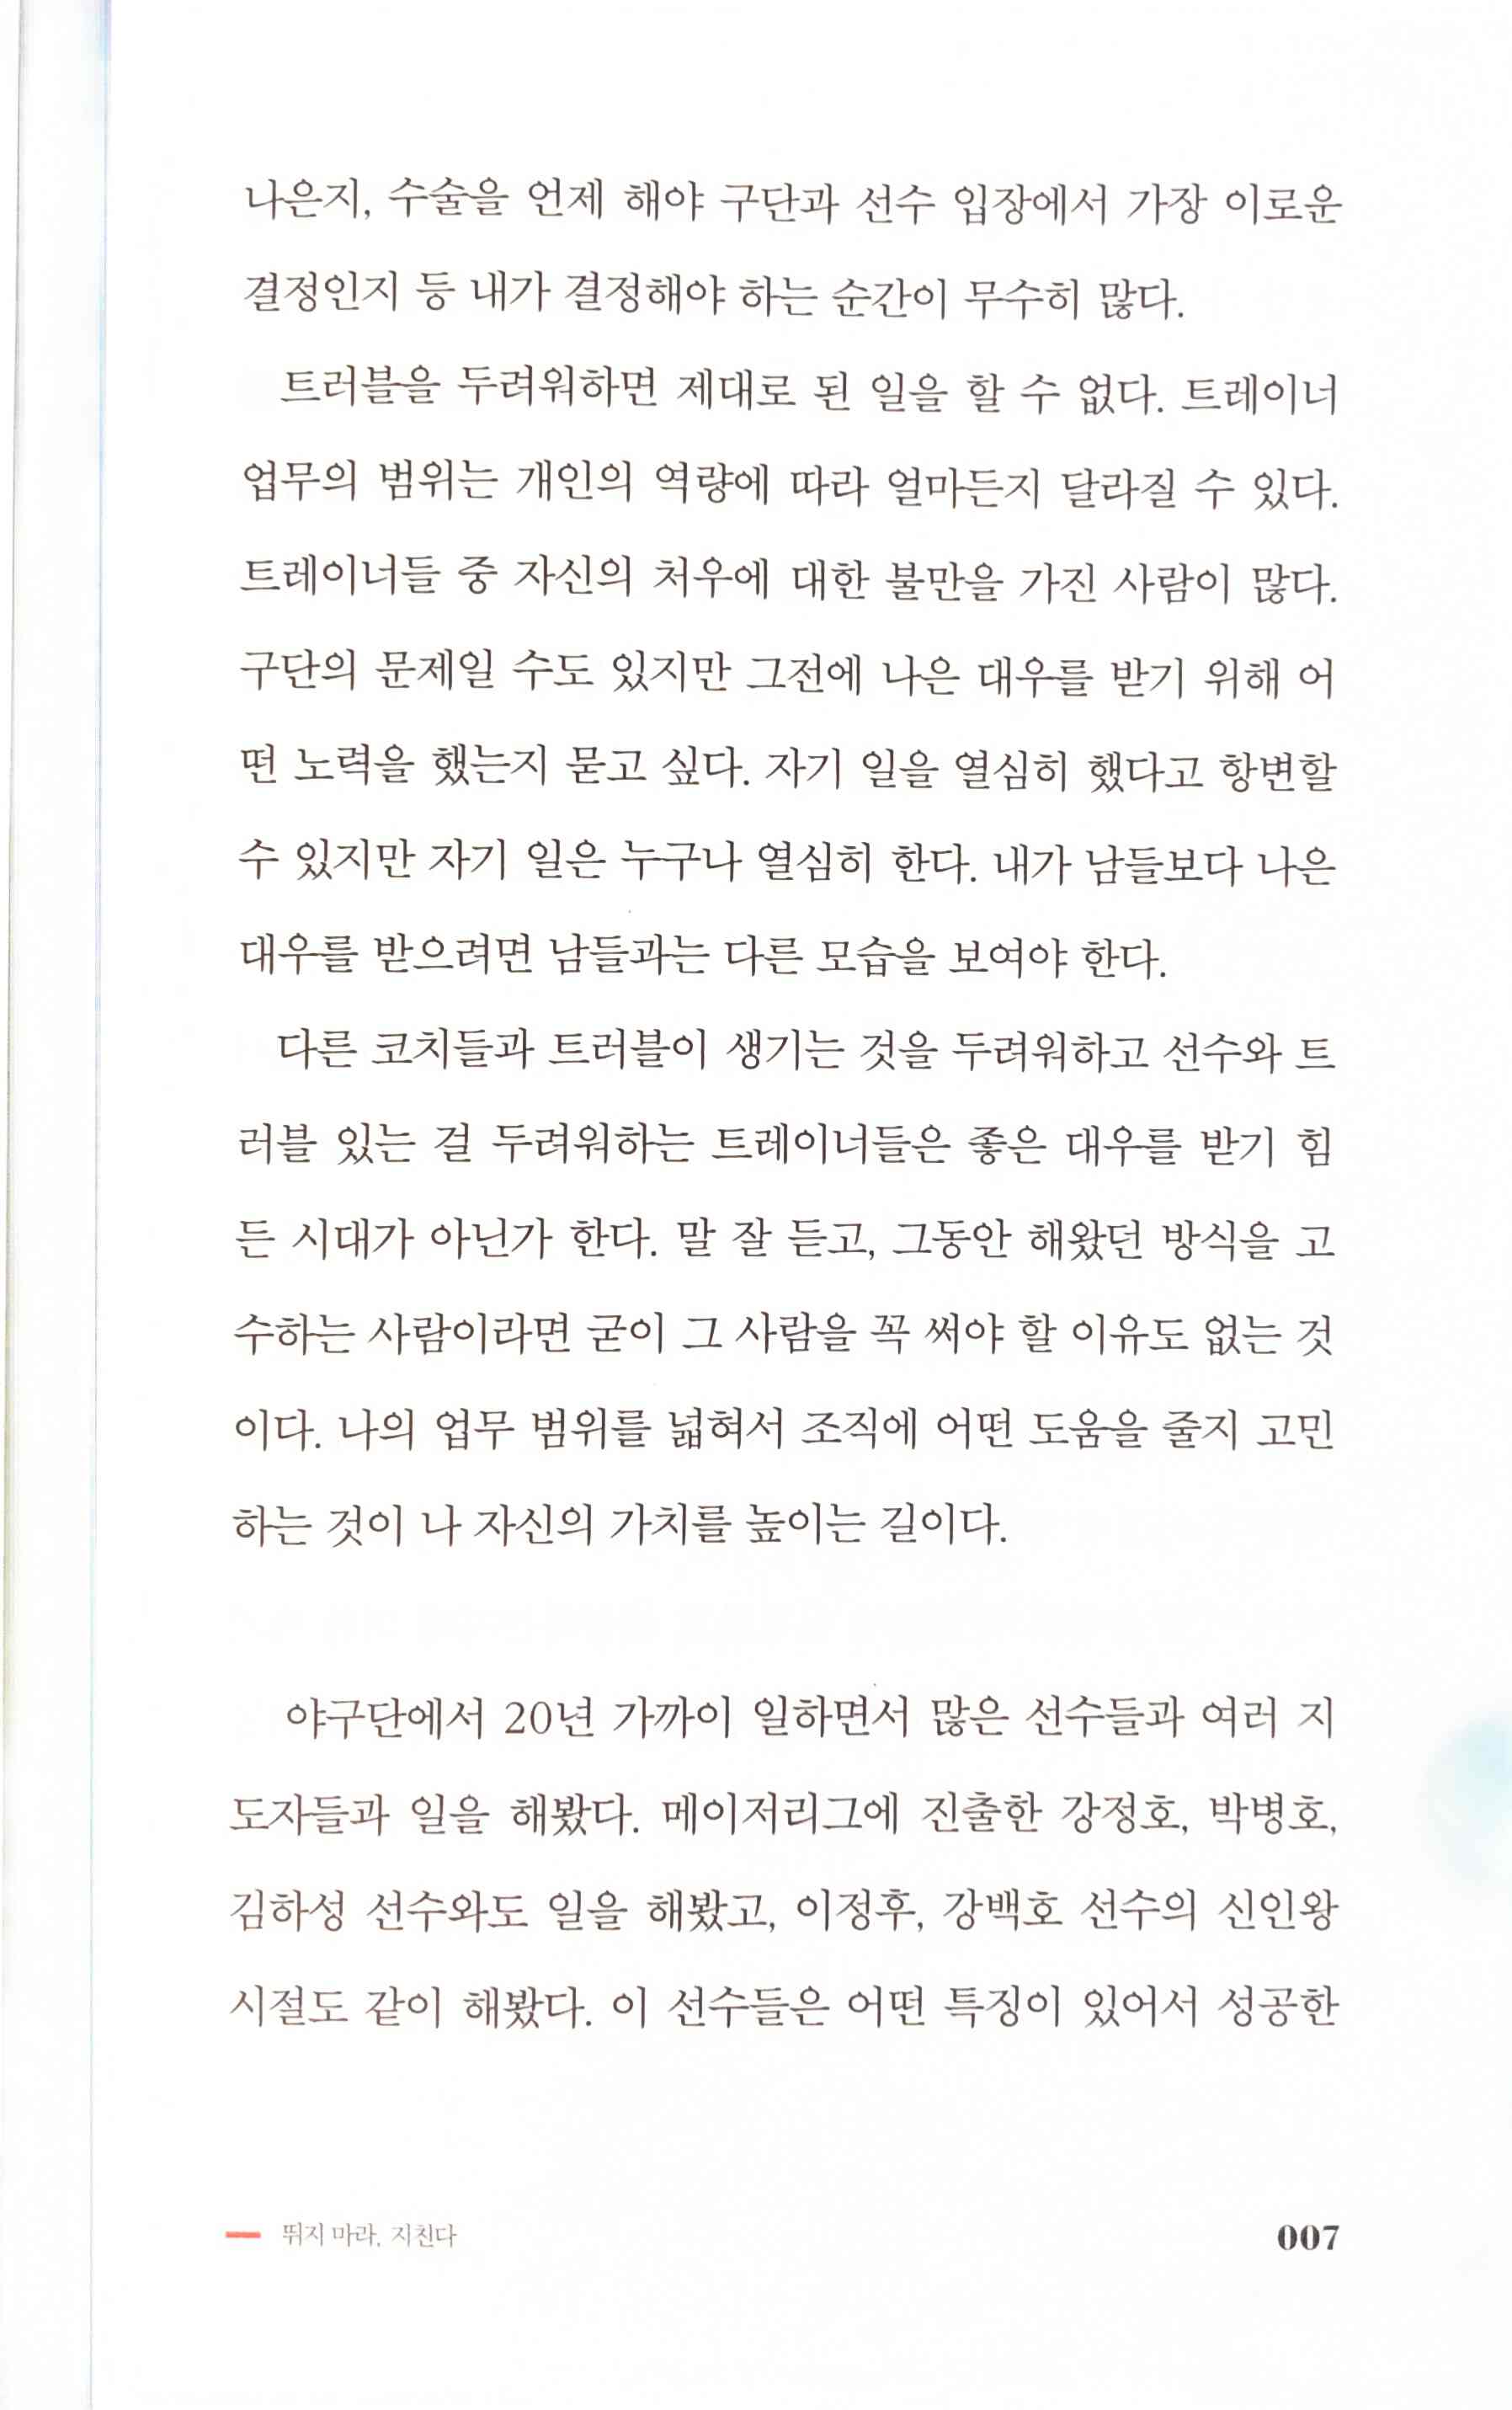 나은지, 수술을 언제 해야 구단과 선수 입장에서 가장 이로운
결정인지 등 내가 결정해야 하는 순간이 무수히 많다.
트러블을 두려워하면 제대로 된 일을 할 수 없다. 트레이너
업무의 범위는 개인의 역량에 따라 얼마든지 달라질 수 있다.
트레이너들 중 자신의 처우에 대한 불만을 가진 사람이 많다.
구단의 문제일 수도 있지만 그전에 나은 대우를 받기 위해 어
떤 노력을 했는지 묻고 싶다. 자기 일을 열심히 했다고 항변할
수 있지만 자기 일은 누구나 열심히 한다. 내가 남들보다 나은
대우를 받으려면 남들과는 다른 모습을 보여야 한다.
다른 코치들과 트러블이 생기는 것을 두려워하고 선수와 트
러블 있는 걸 두려워하는 트레이너들은 좋은 대우를 받기 힘
든 시대가 아닌가 한다. 말 잘 듣고, 그동안 해왔던 방식을 고
수하는 사람이라면 굳이 그 사람을 꼭 써야 할 이유도 없는 것
이다. 나의 업무 범위를 넓혀서 조직에 어떤 도움을 줄지 고민
하는 것이 나 자신의 가치를 높이는 길이다.
야구단에서 20년 가까이 일하면서 많은 선수들과 여러 지
도자들과 일을 해봤다. 메이저리그에 진출한 강정호, 박병호,
김하성 선수와도 일을 해봤고, 이정후, 강백호 선수의 신인왕
시절도 같이 해봤다. 이 선수들은 어떤 특징이 있어서 성공한
뛰지 마라, 지친다
007